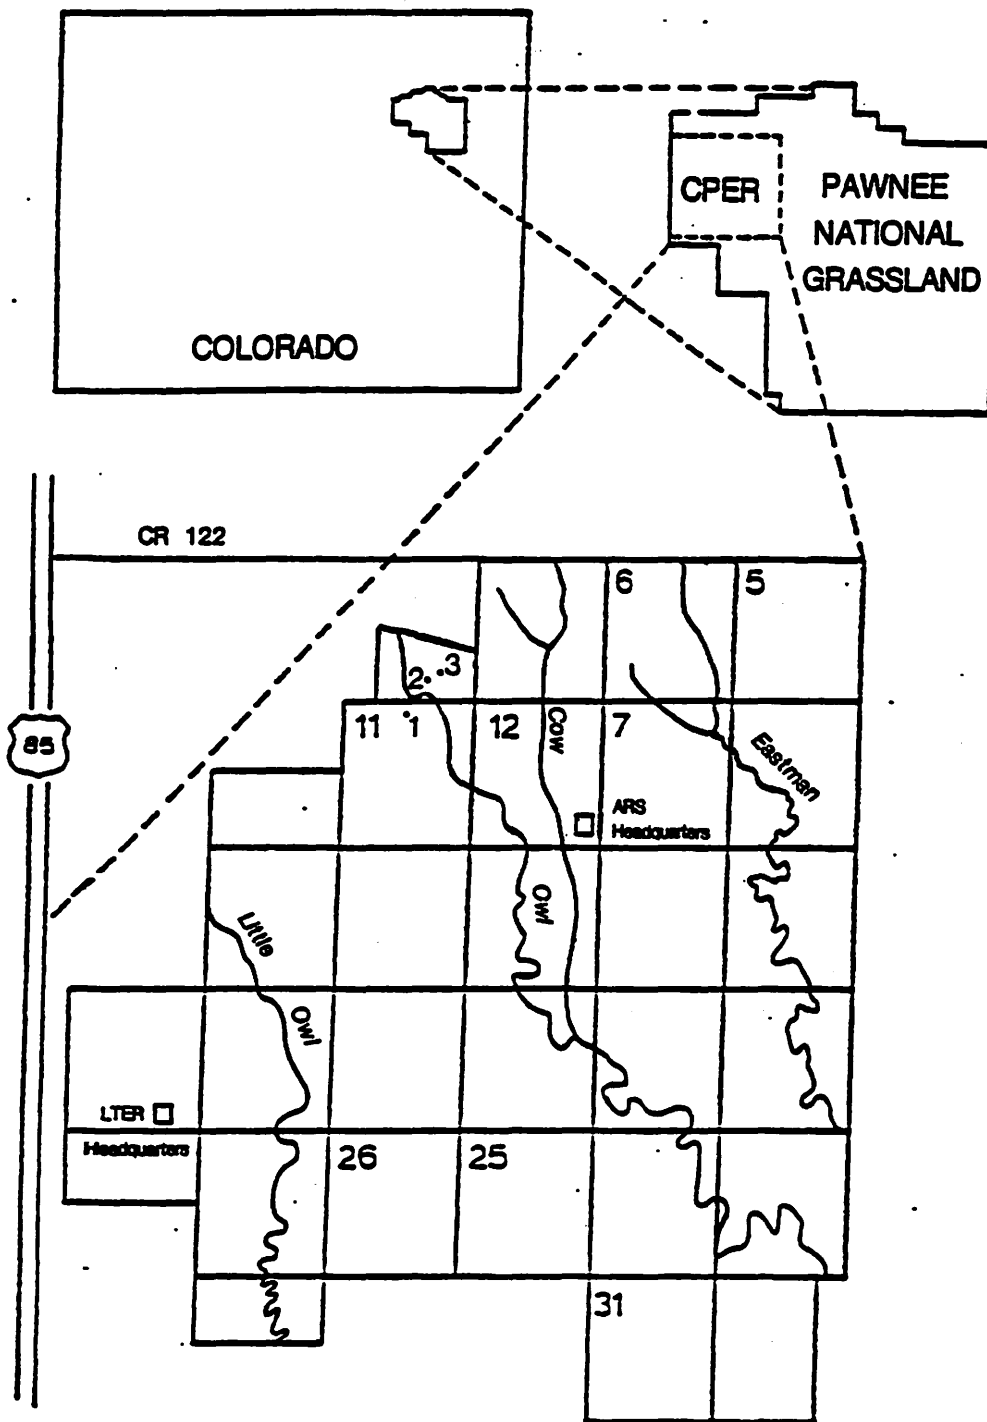 COLORADO
CPER
PAWNEE
NATIONAL
GRASSLAND
CR 122
85
6
5
2
3
11
1
12
Cow
7
Eastman
ARS
Headquarters
Owl
Little
Owl
LTER
Headquarters
26
25
31